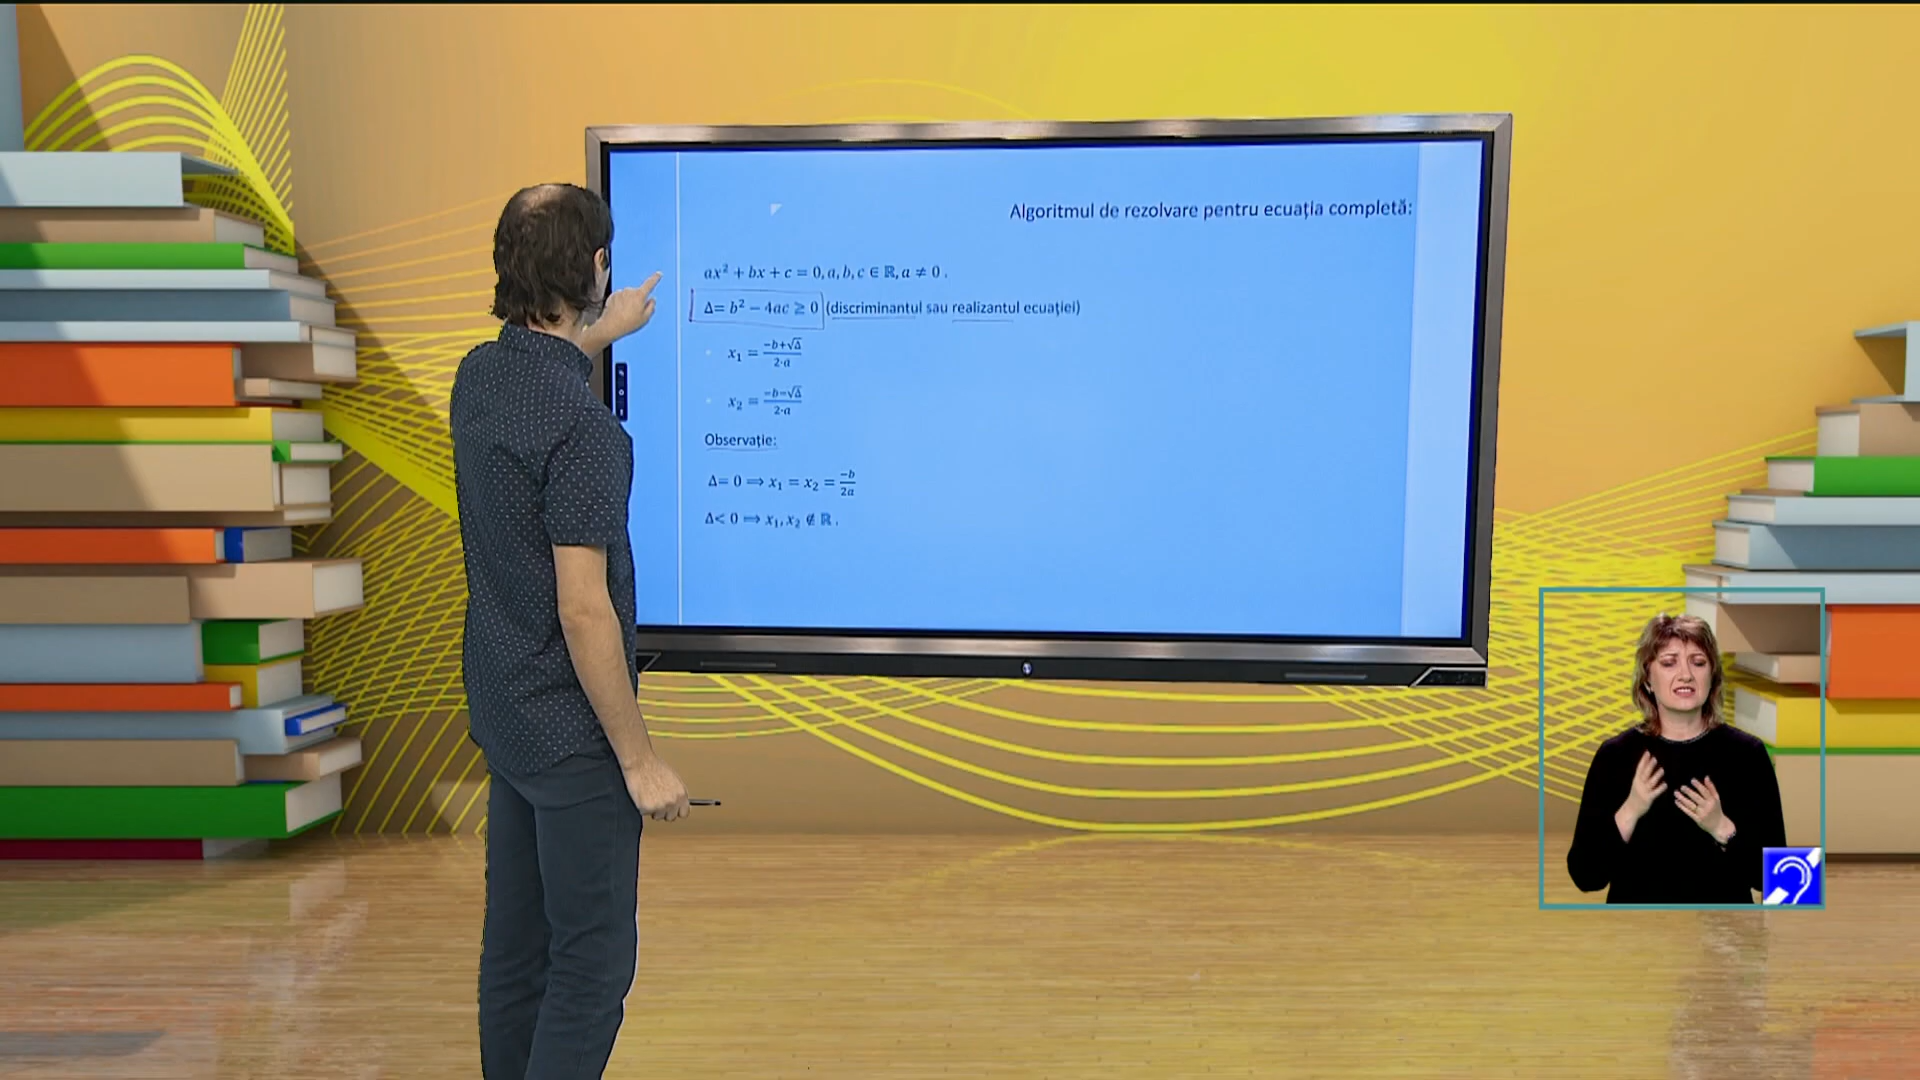 Algoritmul de rezolvare pentru ecuația completă:
ax² + bx + c = 0, a, b, c ∈ ℝ, a ≠ 0 .
Δ= b² − 4ac ≥ 0 (discriminantul sau realizantul ecuației)
x₁ = (−b+√Δ)/(2·a)
x₂ = (−b−√Δ)/(2·a)
Observație:
Δ= 0 ⟹ x₁ = x₂ = −b/2a
Δ< 0 ⟹ x₁, x₂ ∉ ℝ .